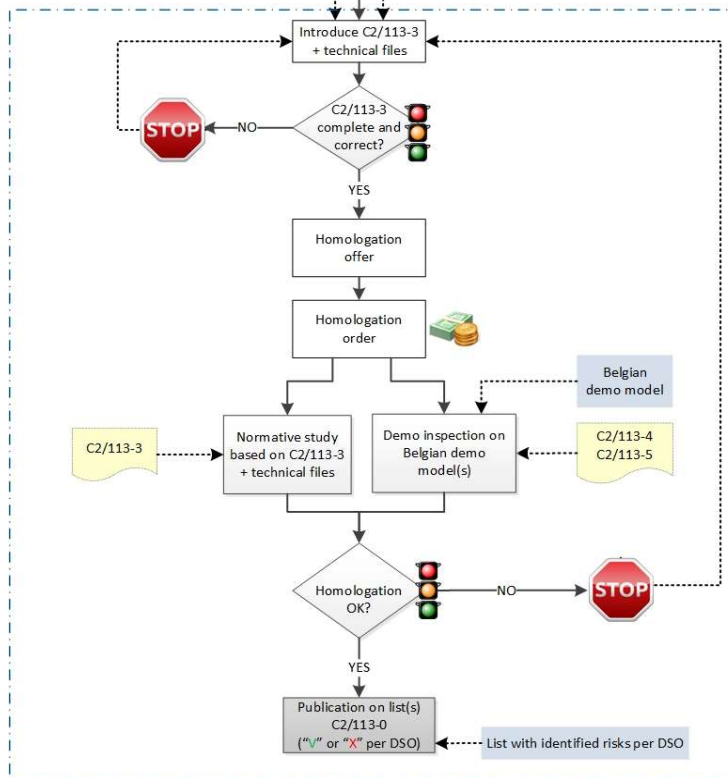 Introduce C2/113-3
+ technical files
C2/113-3
complete and
correct?
NO
STOP
YES
Homologation
offer
Homologation
order
Belgian
demo model
C2/113-3
Normative study
based on C2/113-3
+ technical files
Demo inspection on
Belgian demo
model(s)
C2/113-4
C2/113-5
Homologation
OK?
NO
STOP
YES
Publication on list(s)
C2/113-0
("V" or "X" per DSO)
List with identified risks per DSO